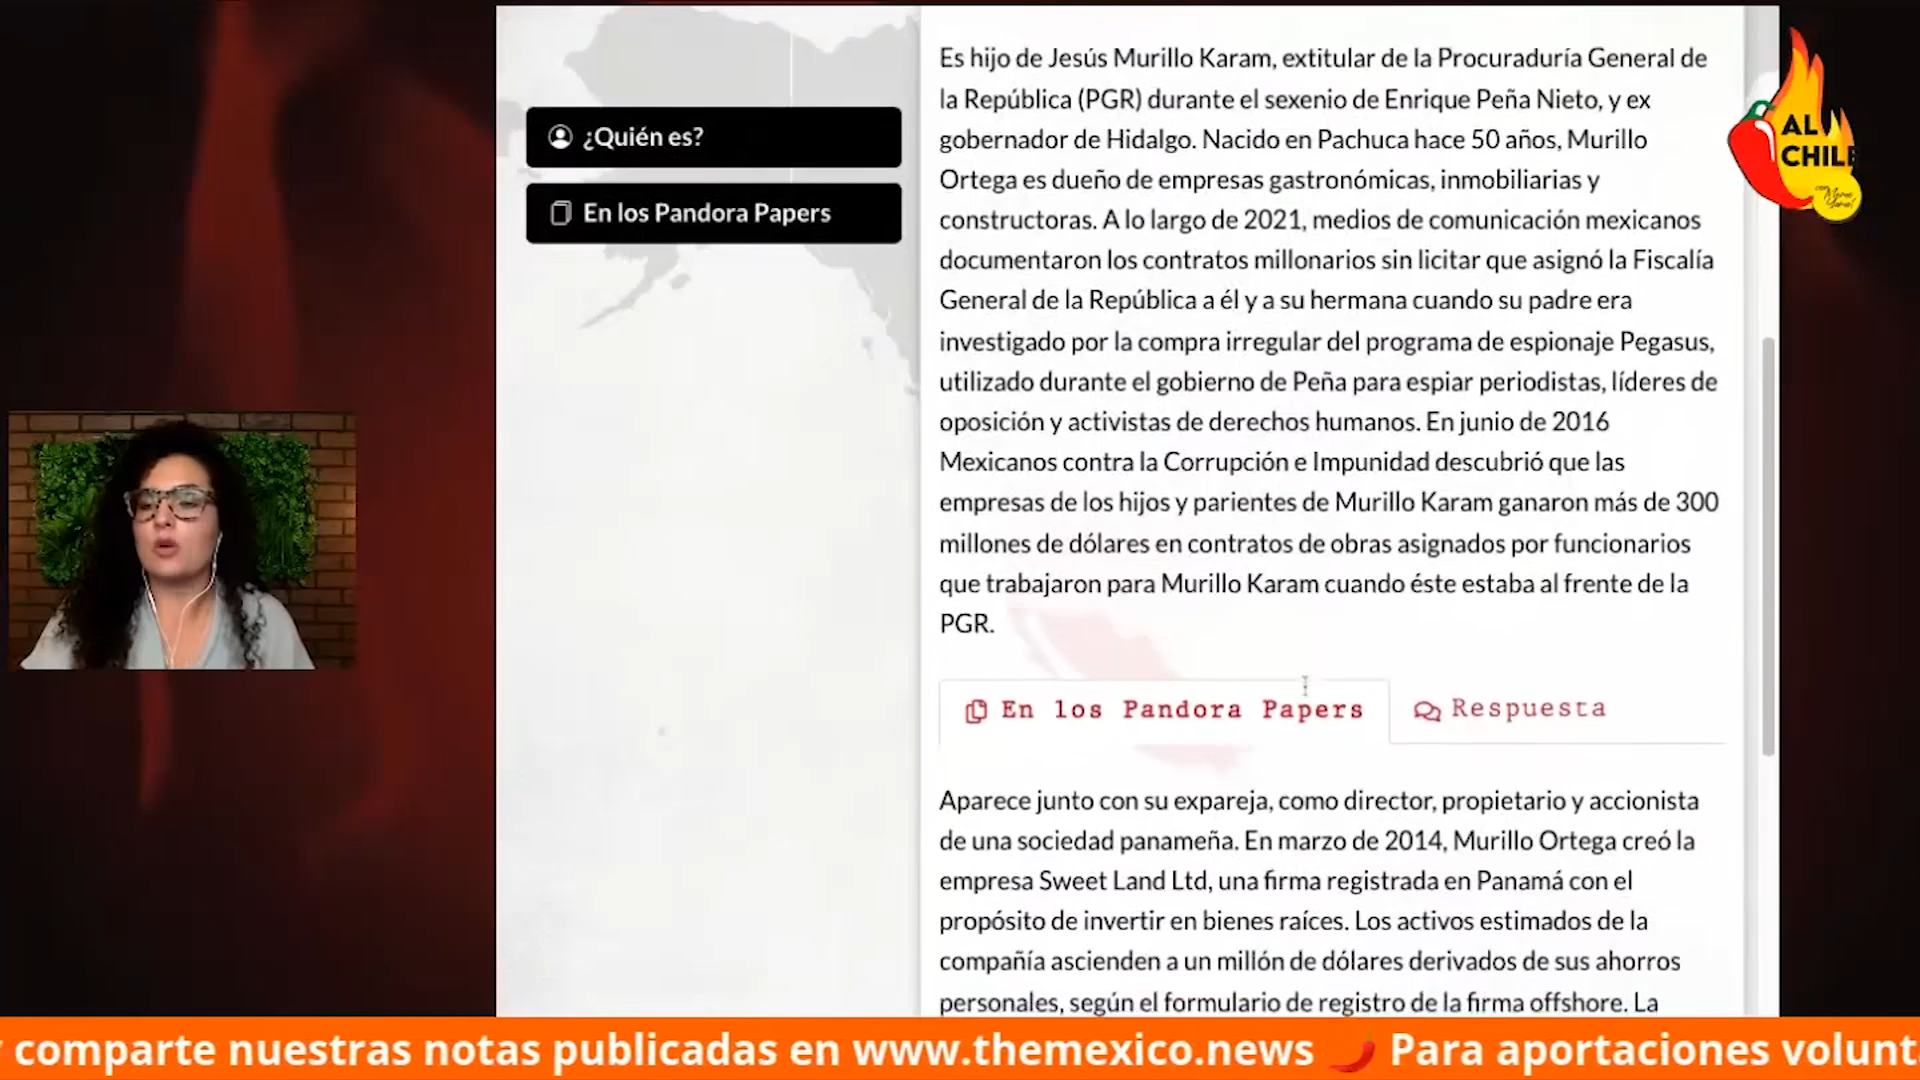 Es hijo de Jesús Murillo Karam, extitular de la Procuraduría General de
la República (PGR) durante el sexenio de Enrique Peña Nieto, y ex
gobernador de Hidalgo. Nacido en Pachuca hace 50 años, Murillo
Ortega es dueño de empresas gastronómicas, inmobiliarias y
constructoras. A lo largo de 2021, medios de comunicación mexicanos
documentaron los contratos millonarios sin licitar que asignó la Fiscalía
General de la República a él y a su hermana cuando su padre era
investigado por la compra irregular del programa de espionaje Pegasus,
utilizado durante el gobierno de Peña para espiar periodistas, líderes de
oposición y activistas de derechos humanos. En junio de 2016
Mexicanos contra la Corrupción e Impunidad descubrió que las
empresas de los hijos y parientes de Murillo Karam ganaron más de 300
millones de dólares en contratos de obras asignados por funcionarios
que trabajaron para Murillo Karam cuando éste estaba al frente de la
PGR.
¿Quién es?
En los Pandora Papers
AL
CHILE
En los Pandora Papers
Respuesta
Aparece junto con su expareja, como director, propietario y accionista
de una sociedad panameña. En marzo de 2014, Murillo Ortega creó la
empresa Sweet Land Ltd, una firma registrada en Panamá con el
propósito de invertir en bienes raíces. Los activos estimados de la
compañía ascienden a un millón de dólares derivados de sus ahorros
personales, según el formulario de registro de la firma offshore. La
y comparte nuestras notas publicadas en www.themexico.news Para aportaciones volunt